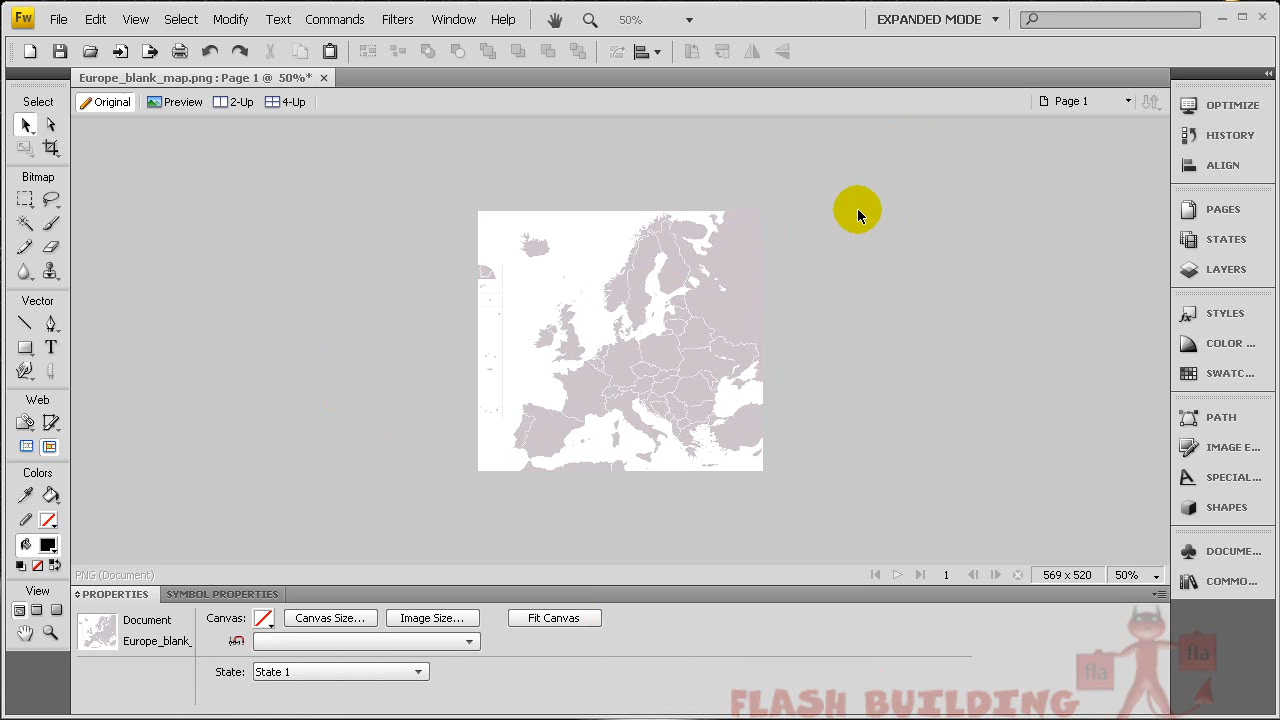 Fw File Edit View Select Modify Text Commands Filters Window Help 50% EXPANDED MODE
Europe_blank_map.png : Page 1 @ 50%*
Original Preview 2-Up 4-Up Page 1
Select
Bitmap
Vector
T
Web
Colors
View
OPTIMIZE
HISTORY
ALIGN
PAGES
STATES
LAYERS
STYLES
COLOR ...
SWATC...
PATH
IMAGE E...
SPECIAL...
SHAPES
DOCUME...
COMMO...
PNG (Document) 1 569 x 520 50%
PROPERTIES SYMBOL PROPERTIES
Document Canvas: Canvas Size... Image Size... Fit Canvas
Europe_blank_
State: State 1
fla fla
FLASH BUILDING